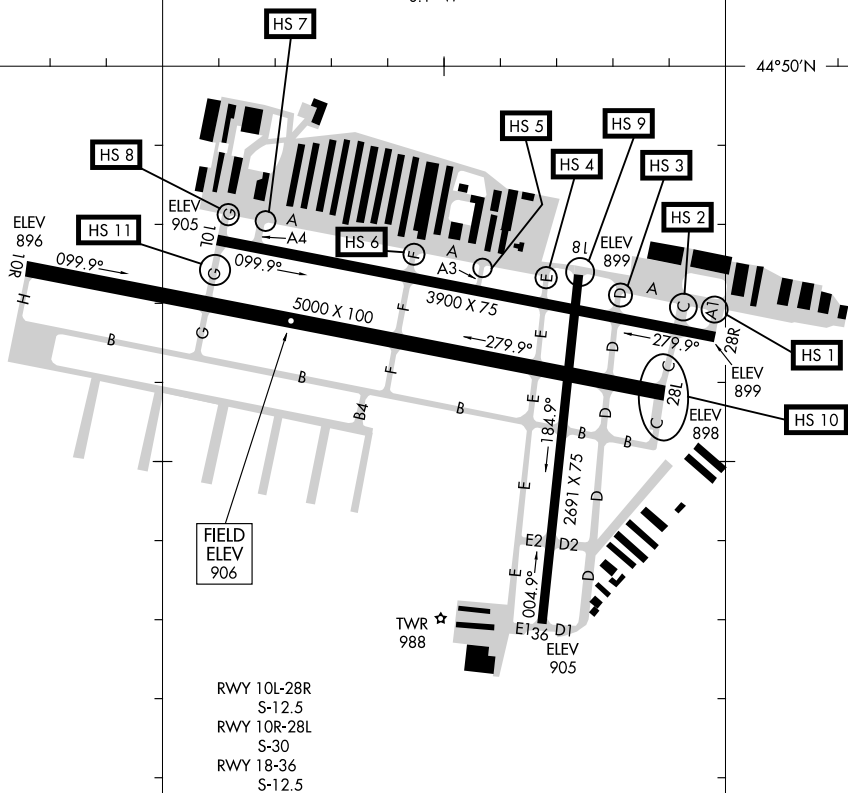 HS 7
44°50'N
HS 5
HS 9
HS 8
HS 4
HS 3
G
HS 2
ELEV
905
A
A4
HS 11
10L
HS 6
F
A
A3
18
ELEV
899
ELEV
896
10R
099.9°
G
099.9°
E
D
A
C
A1
H
5000 X 100
3900 X 75
279.9°
28R
HS 1
B
G
F
279.9°
E
D
C
ELEV
899
B
F
28L
HS 10
B4
B
E
D
C
ELEV
898
184.9°
B
B
2691 X 75
E
D
FIELD
ELEV
906
E2
D2
E
004.9°
D
TWR
988
E1
36
D1
ELEV
905
RWY 10L-28R
S-12.5
RWY 10R-28L
S-30
RWY 18-36
S-12.5